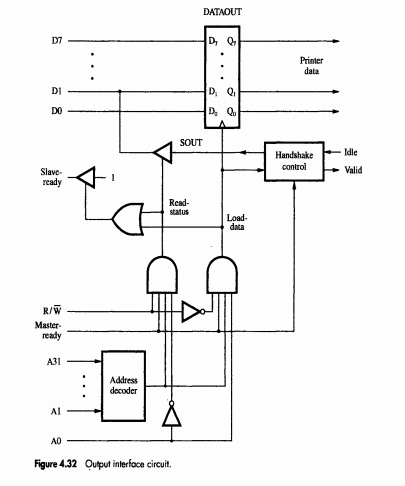 DATAOUT
D7 D7 Q7
Printer
data
D1 D1 Q1
D0 D0 Q0
SOUT
Handshake
control
Idle
Valid
Slave-
ready
1
Read-
status
Load-
data
R/W̅
Master-
ready
A31
Address
decoder
A1
A0
Figure 4.32 Output interface circuit.